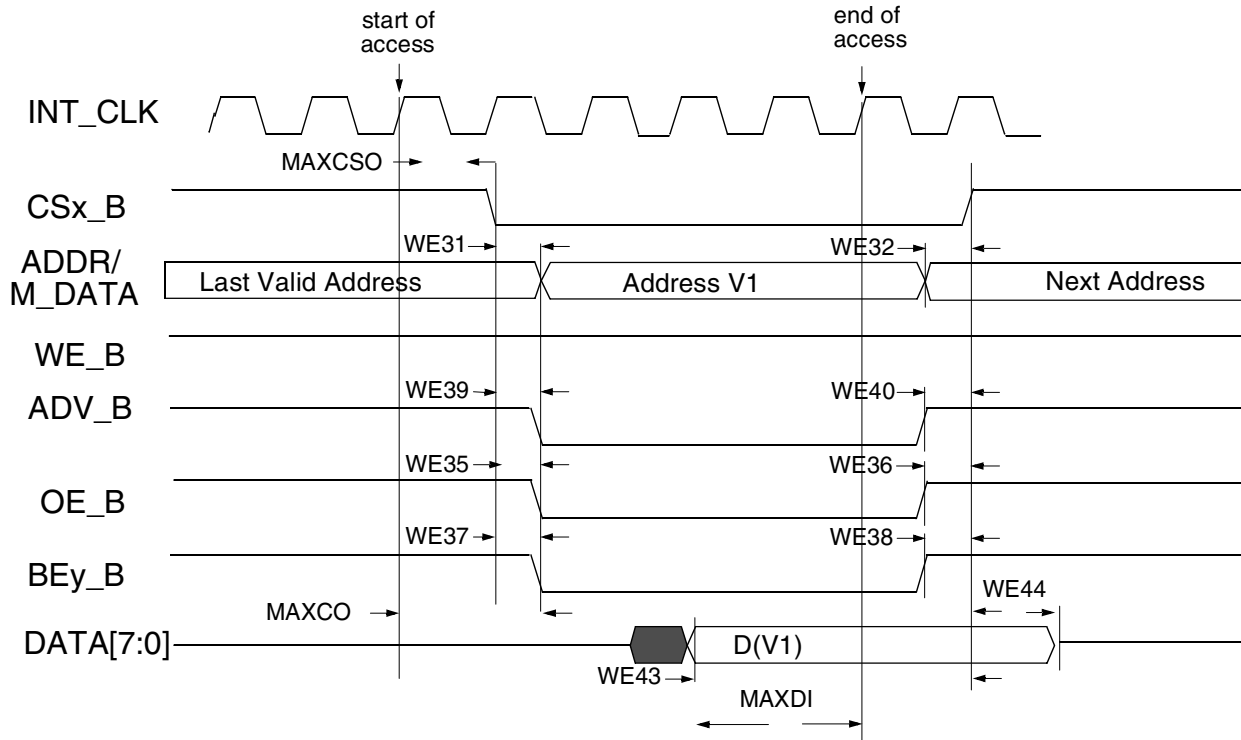 start of
access
end of
access
INT_CLK
MAXCSO
CSx_B
WE31
WE32
ADDR/
M_DATA
Last Valid Address
Address V1
Next Address
WE_B
WE39
WE40
ADV_B
WE35
WE36
OE_B
WE37
WE38
BEy_B
WE44
MAXCO
DATA[7:0]
D(V1)
WE43
MAXDI